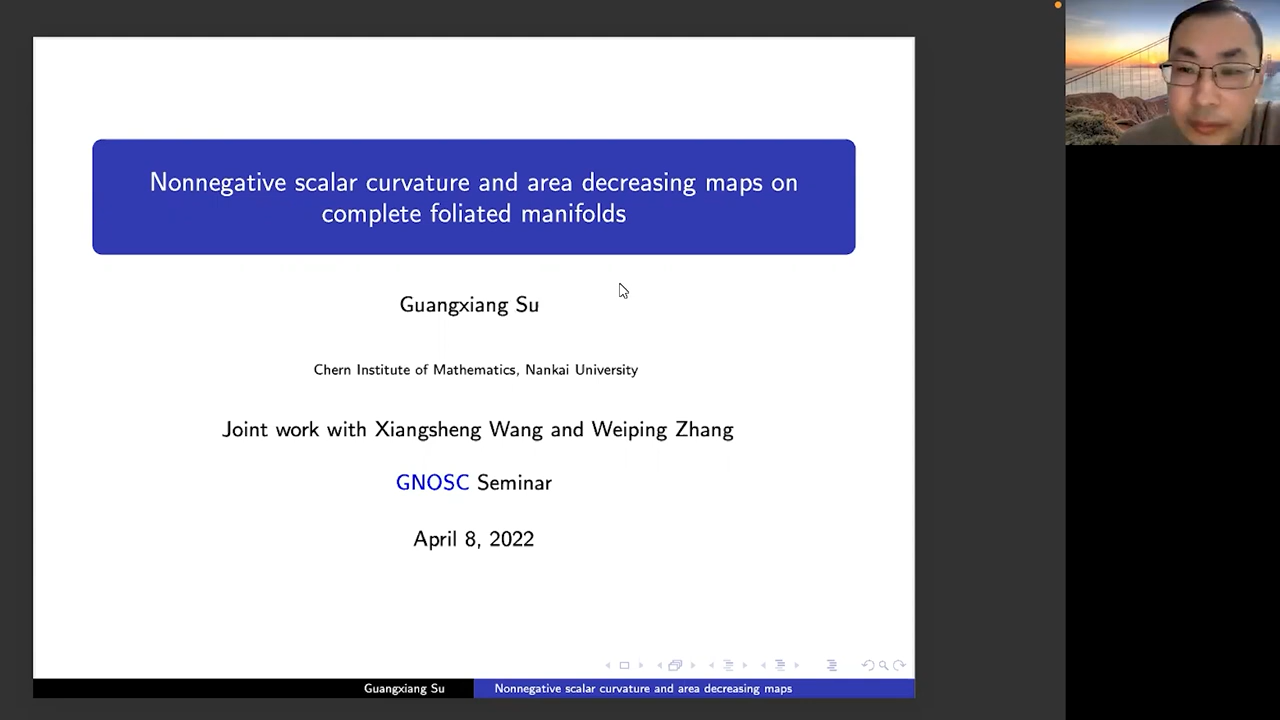 Nonnegative scalar curvature and area decreasing maps on
complete foliated manifolds
Guangxiang Su
Chern Institute of Mathematics, Nankai University
Joint work with Xiangsheng Wang and Weiping Zhang
GNOSC Seminar
April 8, 2022
Guangxiang Su
Nonnegative scalar curvature and area decreasing maps